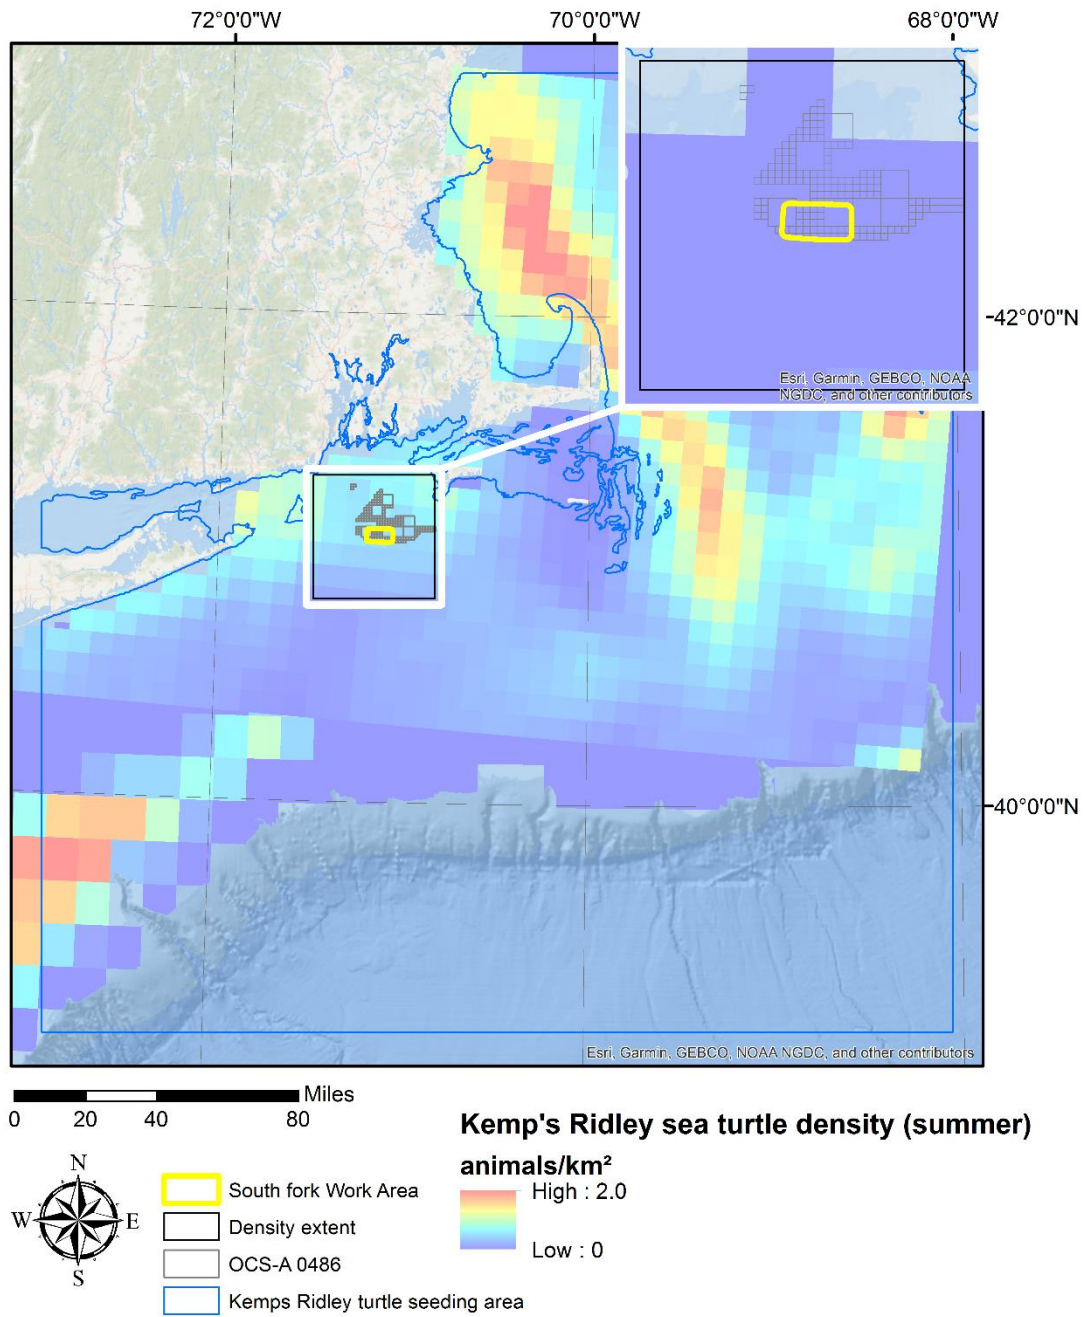 72°0'0"W 70°0'0"W 68°0'0"W
42°0'0"N
Esri, Garmin, GEBCO, NOAA
NGDC, and other contributors
40°0'0"N
Esri, Garmin, GEBCO, NOAA NGDC, and other contributors
Miles
0 20 40 80
Kemp's Ridley sea turtle density (summer)
animals/km²
High : 2.0
Low : 0
N
W E
S
South fork Work Area
Density extent
OCS-A 0486
Kemps Ridley turtle seeding area